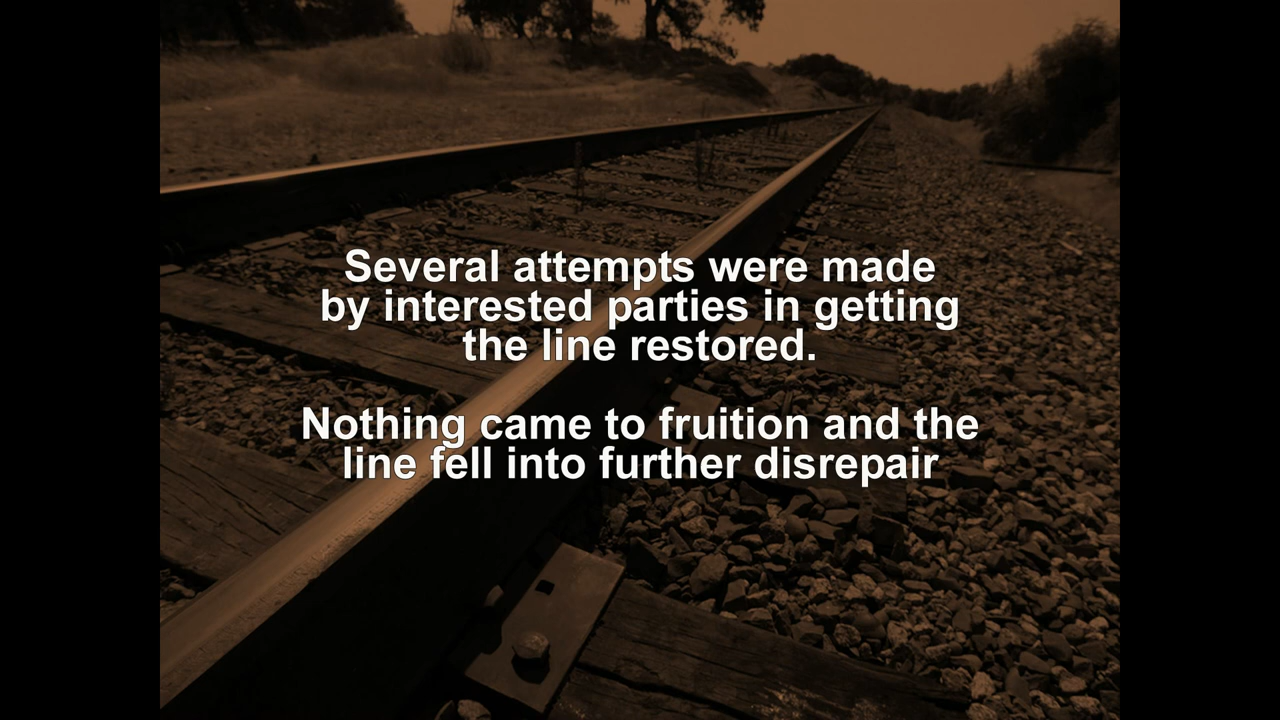 Several attempts were made
by interested parties in getting
the line restored.
Nothing came to fruition and the
line fell into further disrepair